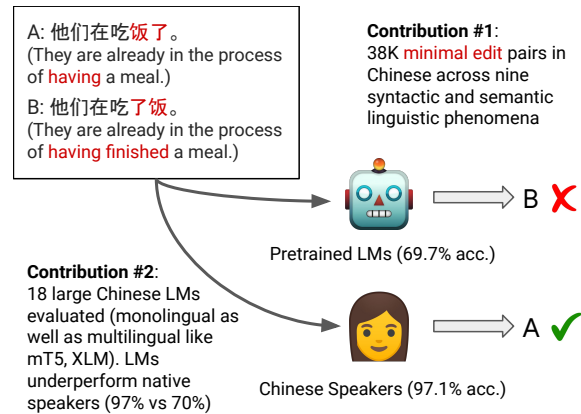 A: 他们在吃饭了。
(They are already in the process
of having a meal.)
B: 他们在吃了饭。
(They are already in the process
of having finished a meal.)
Contribution #1:
38K minimal edit pairs in
Chinese across nine
syntactic and semantic
linguistic phenomena
B
Pretrained LMs (69.7% acc.)
Contribution #2:
18 large Chinese LMs
evaluated (monolingual as
well as multilingual like
mT5, XLM). LMs
underperform native
speakers (97% vs 70%)
A
Chinese Speakers (97.1% acc.)